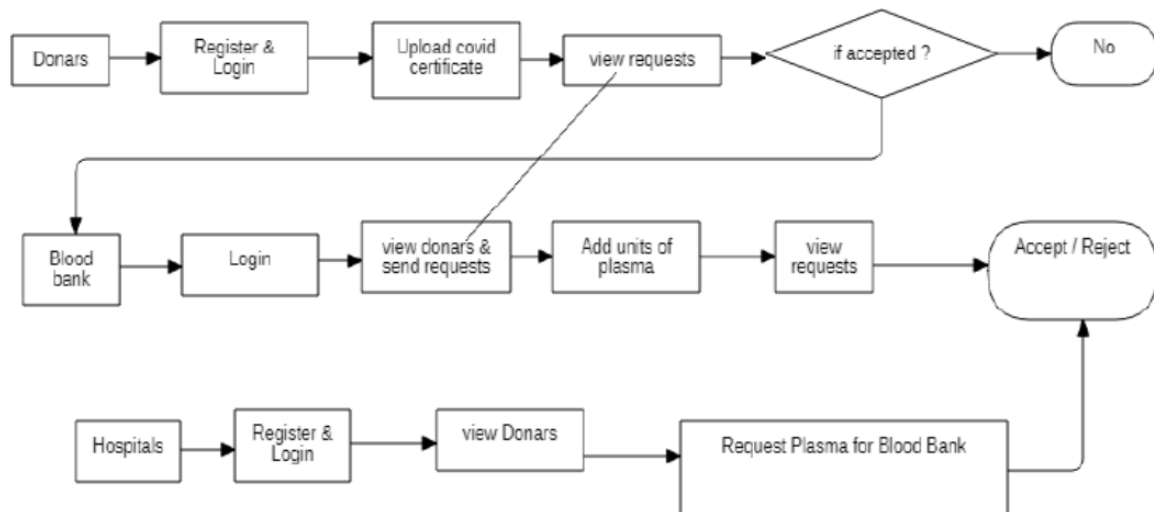 Donars
Register &
Login
Upload covid
certificate
view requests
if accepted ?
No
Blood
bank
Login
view donars &
send requests
Add units of
plasma
view
requests
Accept / Reject
Hospitals
Register &
Login
view Donars
Request Plasma for Blood Bank